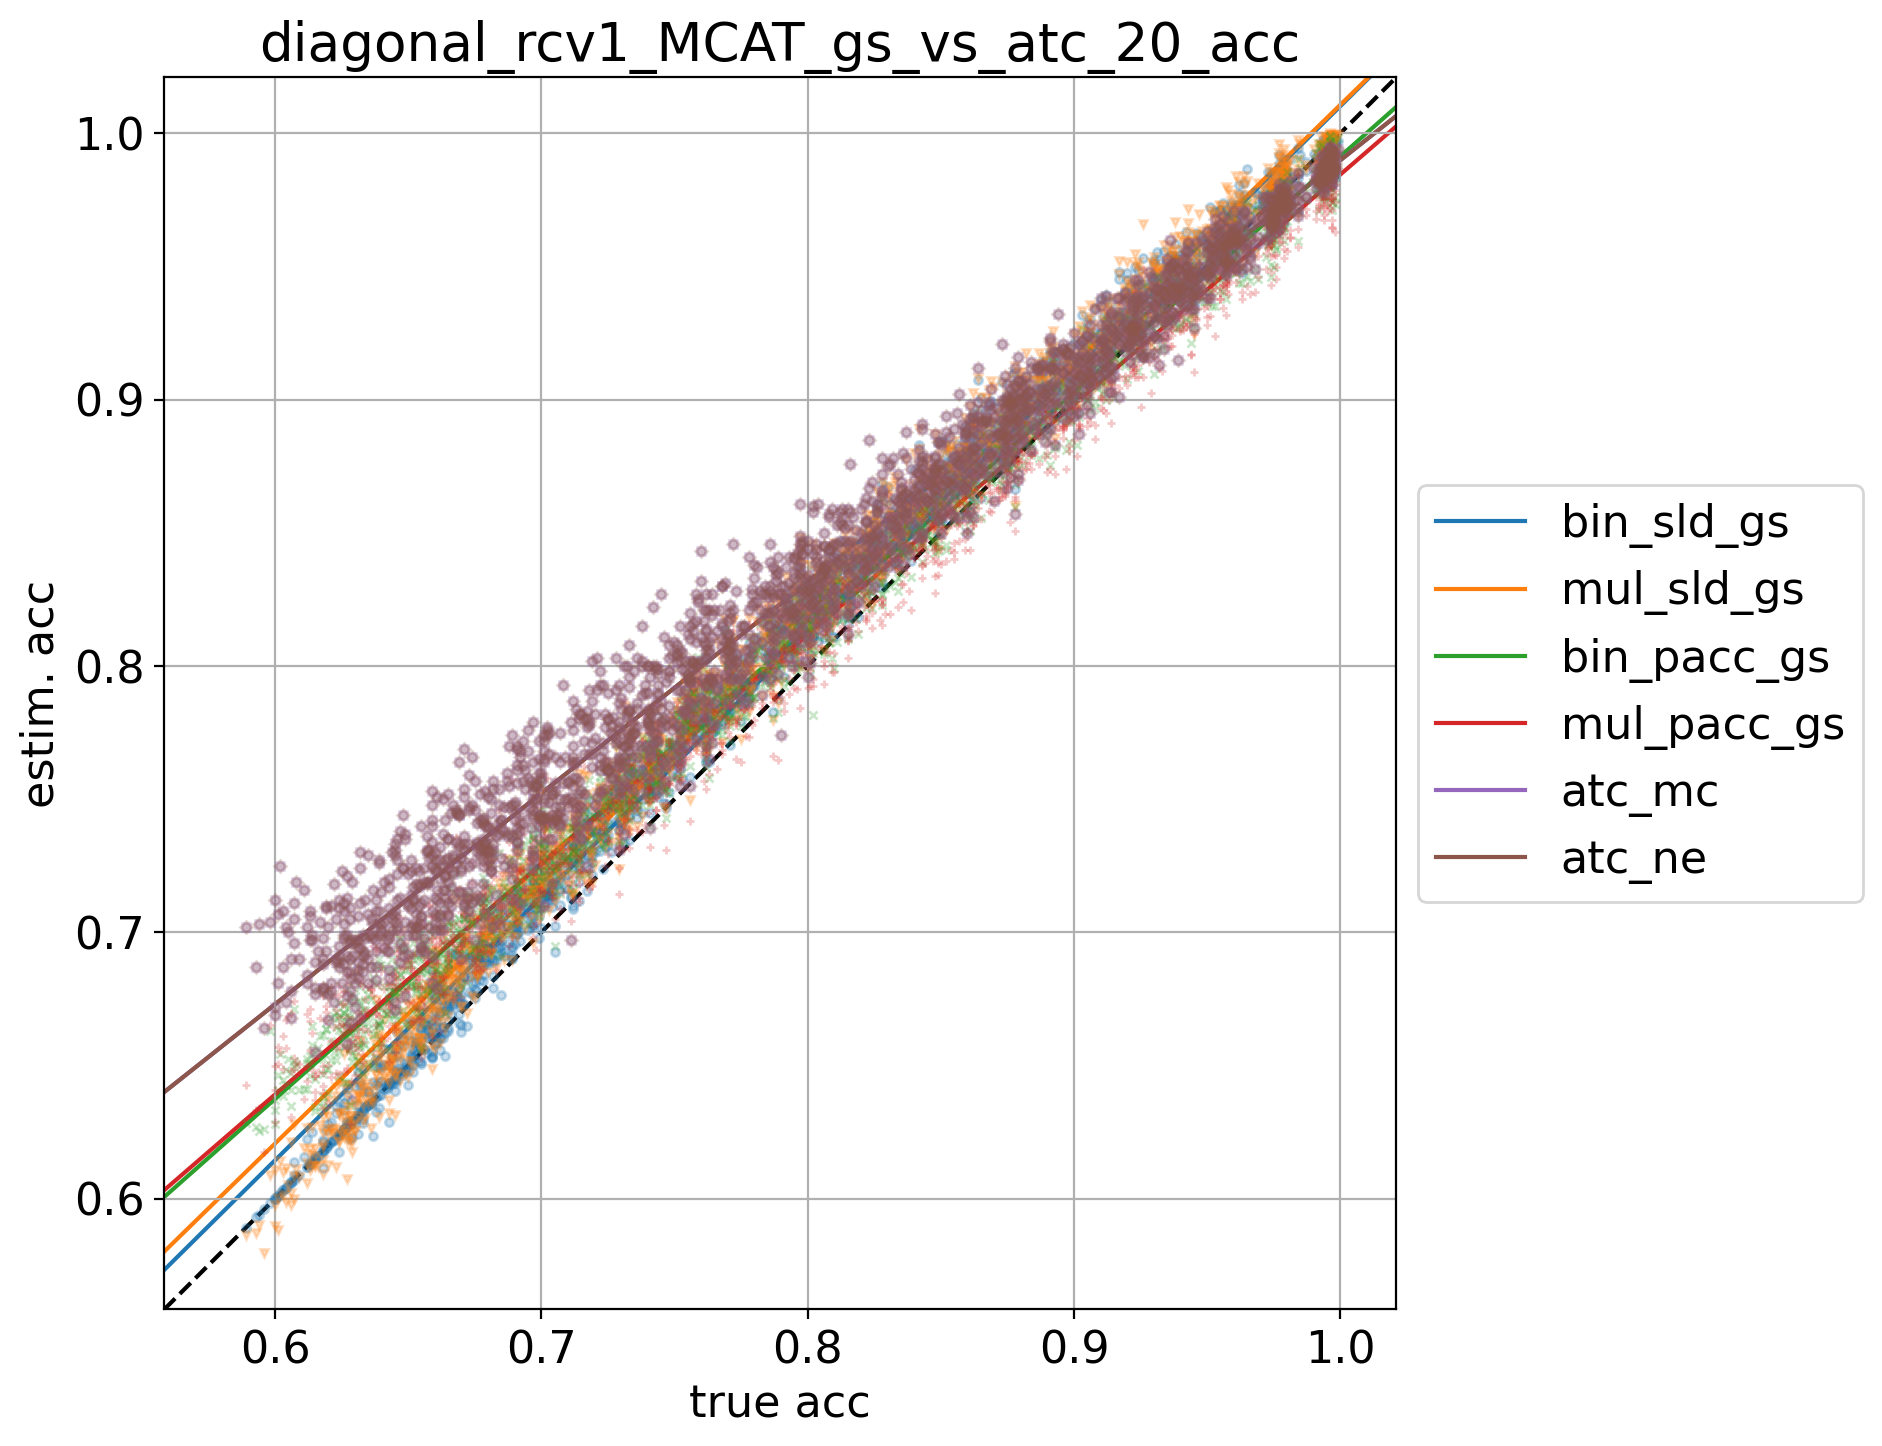 diagonal_rcv1_MCAT_gs_vs_atc_20_acc
1.0
0.9
0.8
0.7
0.6
estim. acc
0.6
0.7
0.8
0.9
1.0
true acc
bin_sld_gs
mul_sld_gs
bin_pacc_gs
mul_pacc_gs
atc_mc
atc_ne